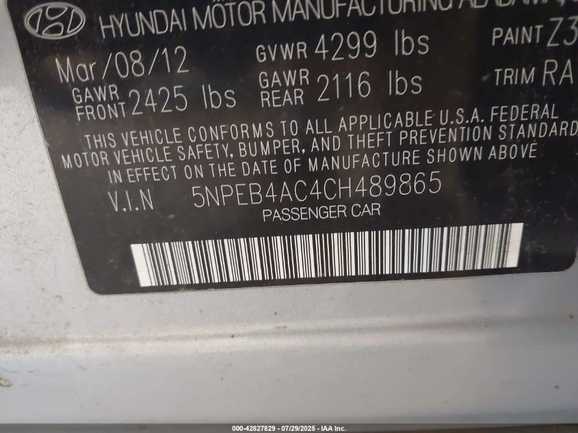 HYUNDAI MOTOR MANUFACTURING
Mar/08/12 GVWR 4299 lbs PAINT Z3
GAWR FRONT 2425 lbs GAWR REAR 2116 lbs TRIM RA
THIS VEHICLE CONFORMS TO ALL APPLICABLE U.S.A. FEDERAL
MOTOR VEHICLE SAFETY, BUMPER, AND THEFT PREVENTION STANDARD
IN EFFECT ON THE DATE OF MANUFACTURE SHOWN ABOVE
V.I.N 5NPEB4AC4CH489865
PASSENGER CAR
000-42827829 - 07/29/2025 - IAA Inc.